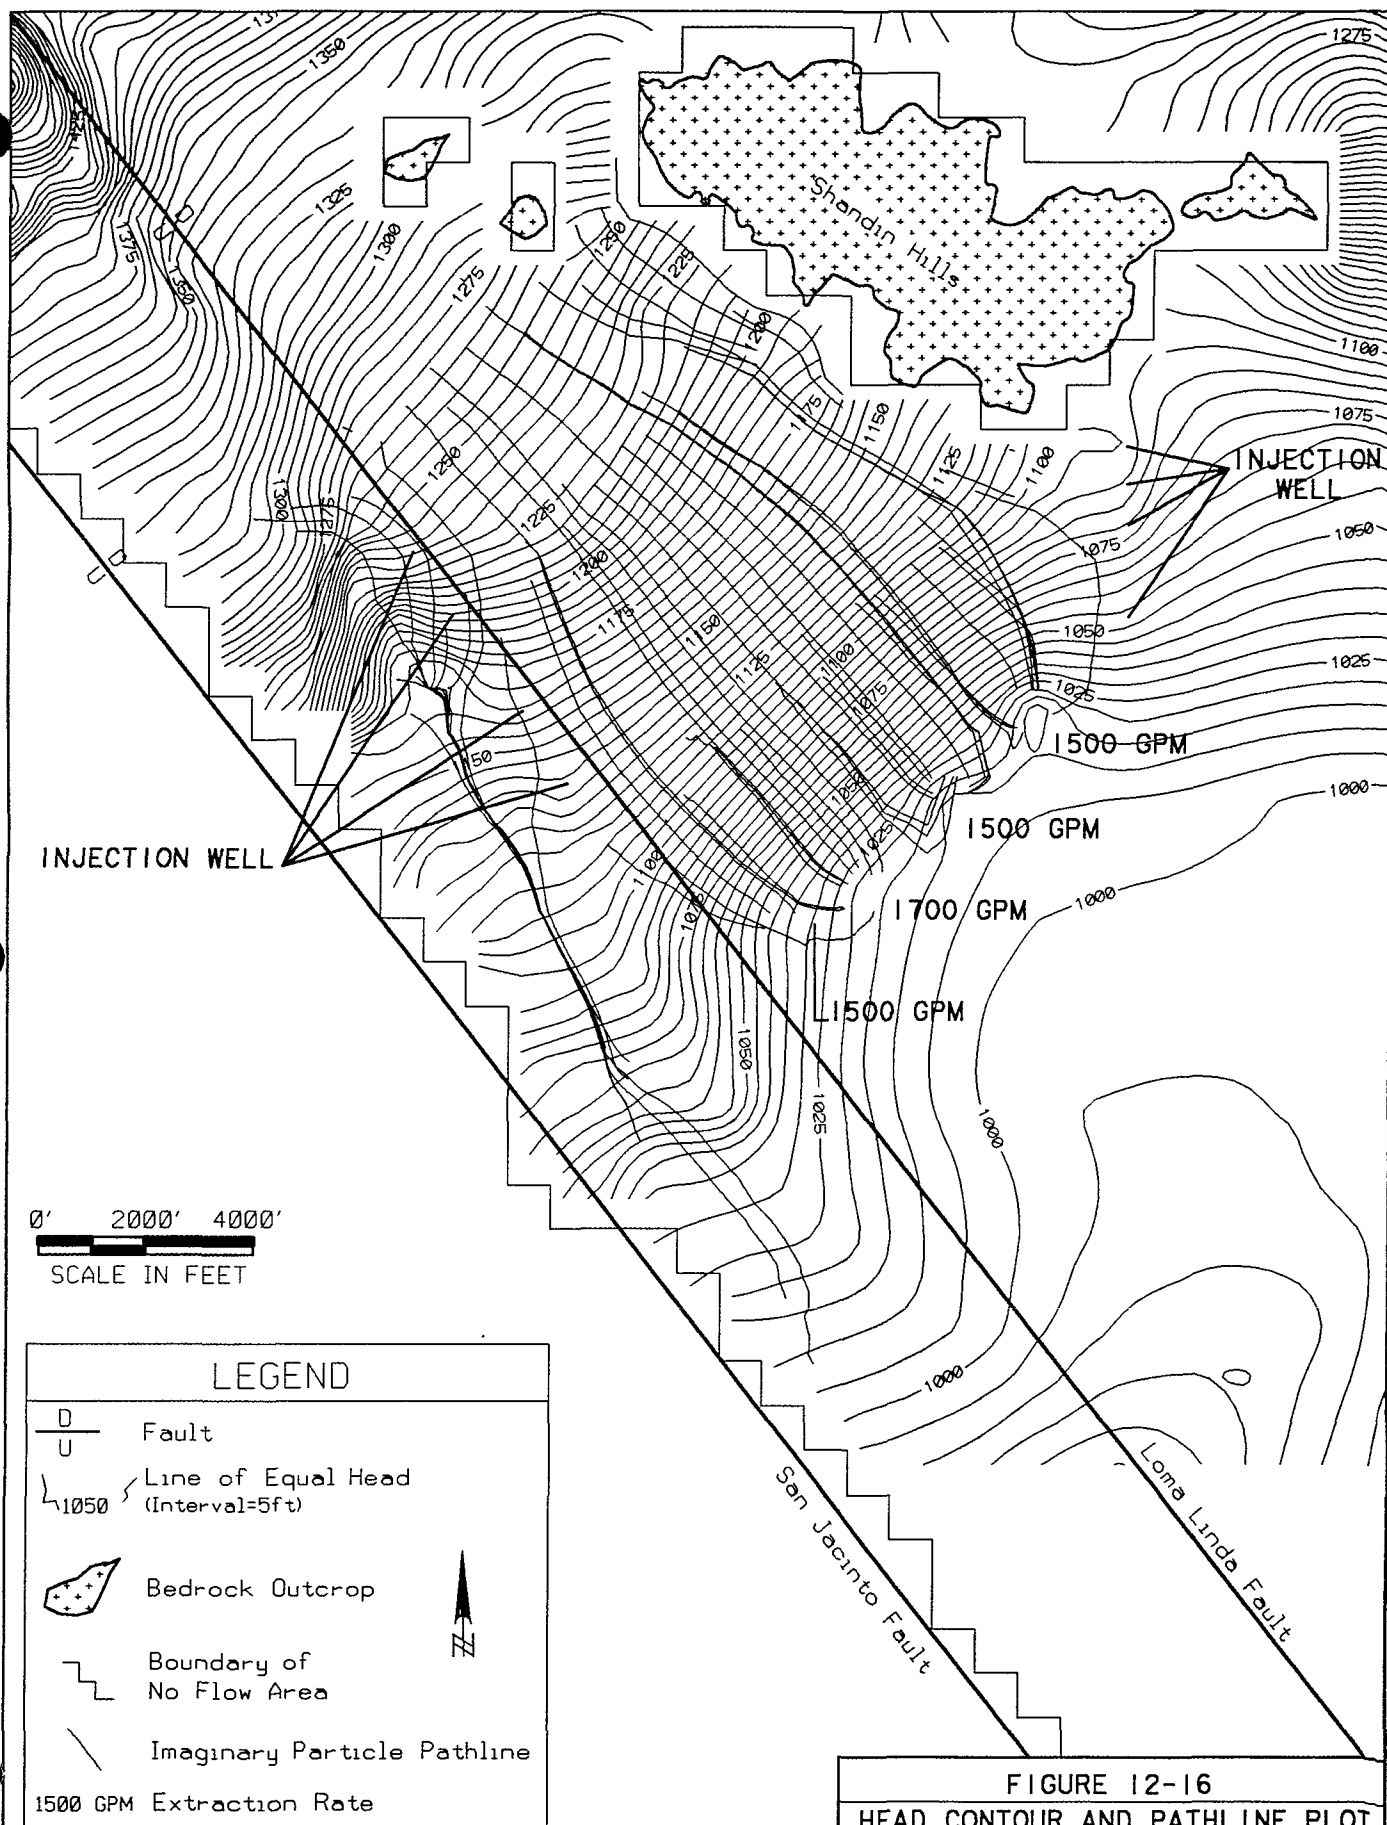 1350
1275
1425
1325
D
U
1375
1300
1350
1275
1250
1225
1200
Shandin Hills
1100
1075
1175
1150
1125
1100
INJECTION
WELL
1250
1300
1275
1225
1200
1175
1150
1125
1100
1075
1050
1075
1050
1050
1025
1025
D
U
1500 GPM
150
1050
1000
1025
1500 GPM
INJECTION WELL
1100
1075
1700 GPM
1000
1500 GPM
1050
1025
1000
1000
0' 2000' 4000'
SCALE IN FEET
San Jacinto Fault
Loma Linda Fault
LEGEND
D
U
Fault
1050
Line of Equal Head
(Interval=5ft)
Bedrock Outcrop
N
Boundary of
No Flow Area
Imaginary Particle Pathline
1500 GPM Extraction Rate
FIGURE 12-16
HEAD CONTOUR AND PATHLINE PLOT